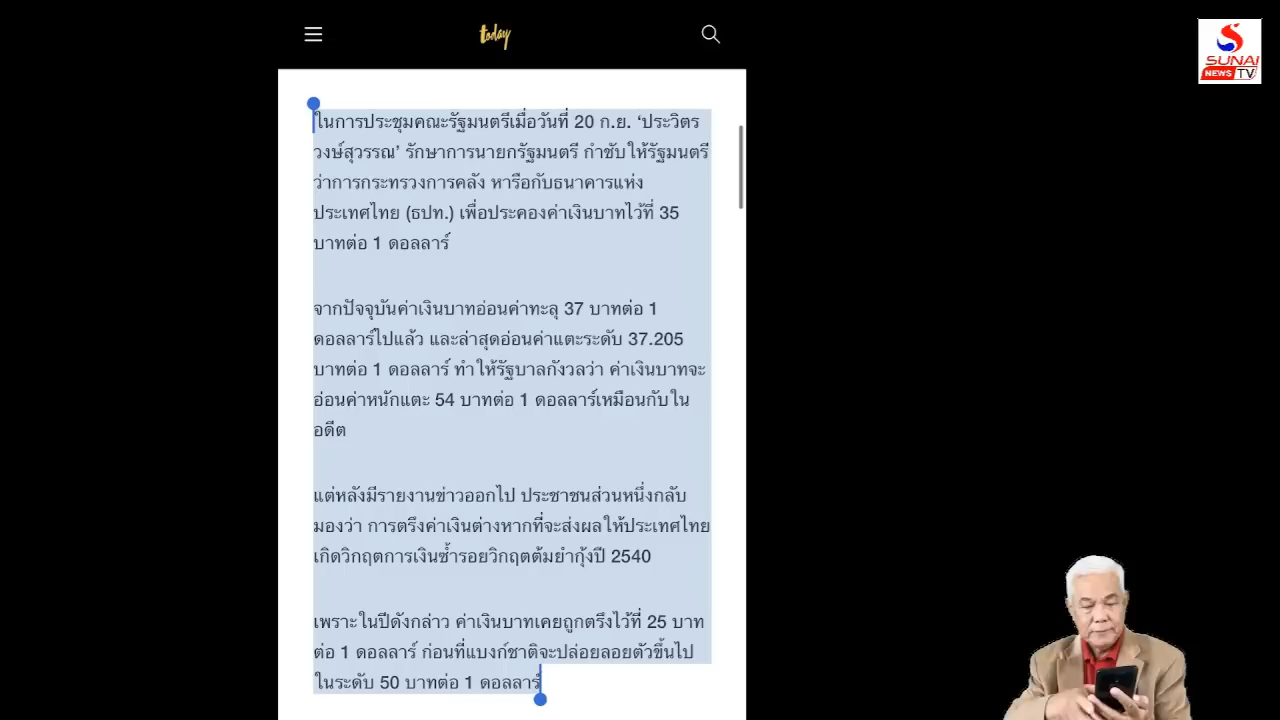 today
SUNAI
NEWS TV
ในการประชุมคณะรัฐมนตรีเมื่อวันที่ 20 ก.ย. ‘ประวิตร
วงษ์สุวรรณ’ รักษาการนายกรัฐมนตรี กำชับให้รัฐมนตรี
ว่าการกระทรวงการคลัง หารือกับธนาคารแห่ง
ประเทศไทย (ธปท.) เพื่อประคองค่าเงินบาทไว้ที่ 35
บาทต่อ 1 ดอลลาร์
จากปัจจุบันค่าเงินบาทอ่อนค่าทะลุ 37 บาทต่อ 1
ดอลลาร์ไปแล้ว และล่าสุดอ่อนค่าแตะระดับ 37.205
บาทต่อ 1 ดอลลาร์ ทำให้รัฐบาลกังวลว่า ค่าเงินบาทจะ
อ่อนค่าหนักแตะ 54 บาทต่อ 1 ดอลลาร์เหมือนกับใน
อดีต
แต่หลังมีรายงานข่าวออกไป ประชาชนส่วนหนึ่งกลับ
มองว่า การตรึงค่าเงินต่างหากที่จะส่งผลให้ประเทศไทย
เกิดวิกฤตการเงินซ้ำรอยวิกฤตต้มยำกุ้งปี 2540
เพราะในปีดังกล่าว ค่าเงินบาทเคยถูกตรึงไว้ที่ 25 บาท
ต่อ 1 ดอลลาร์ ก่อนที่แบงก์ชาติจะปล่อยลอยตัวขึ้นไป
ในระดับ 50 บาทต่อ 1 ดอลลาร์